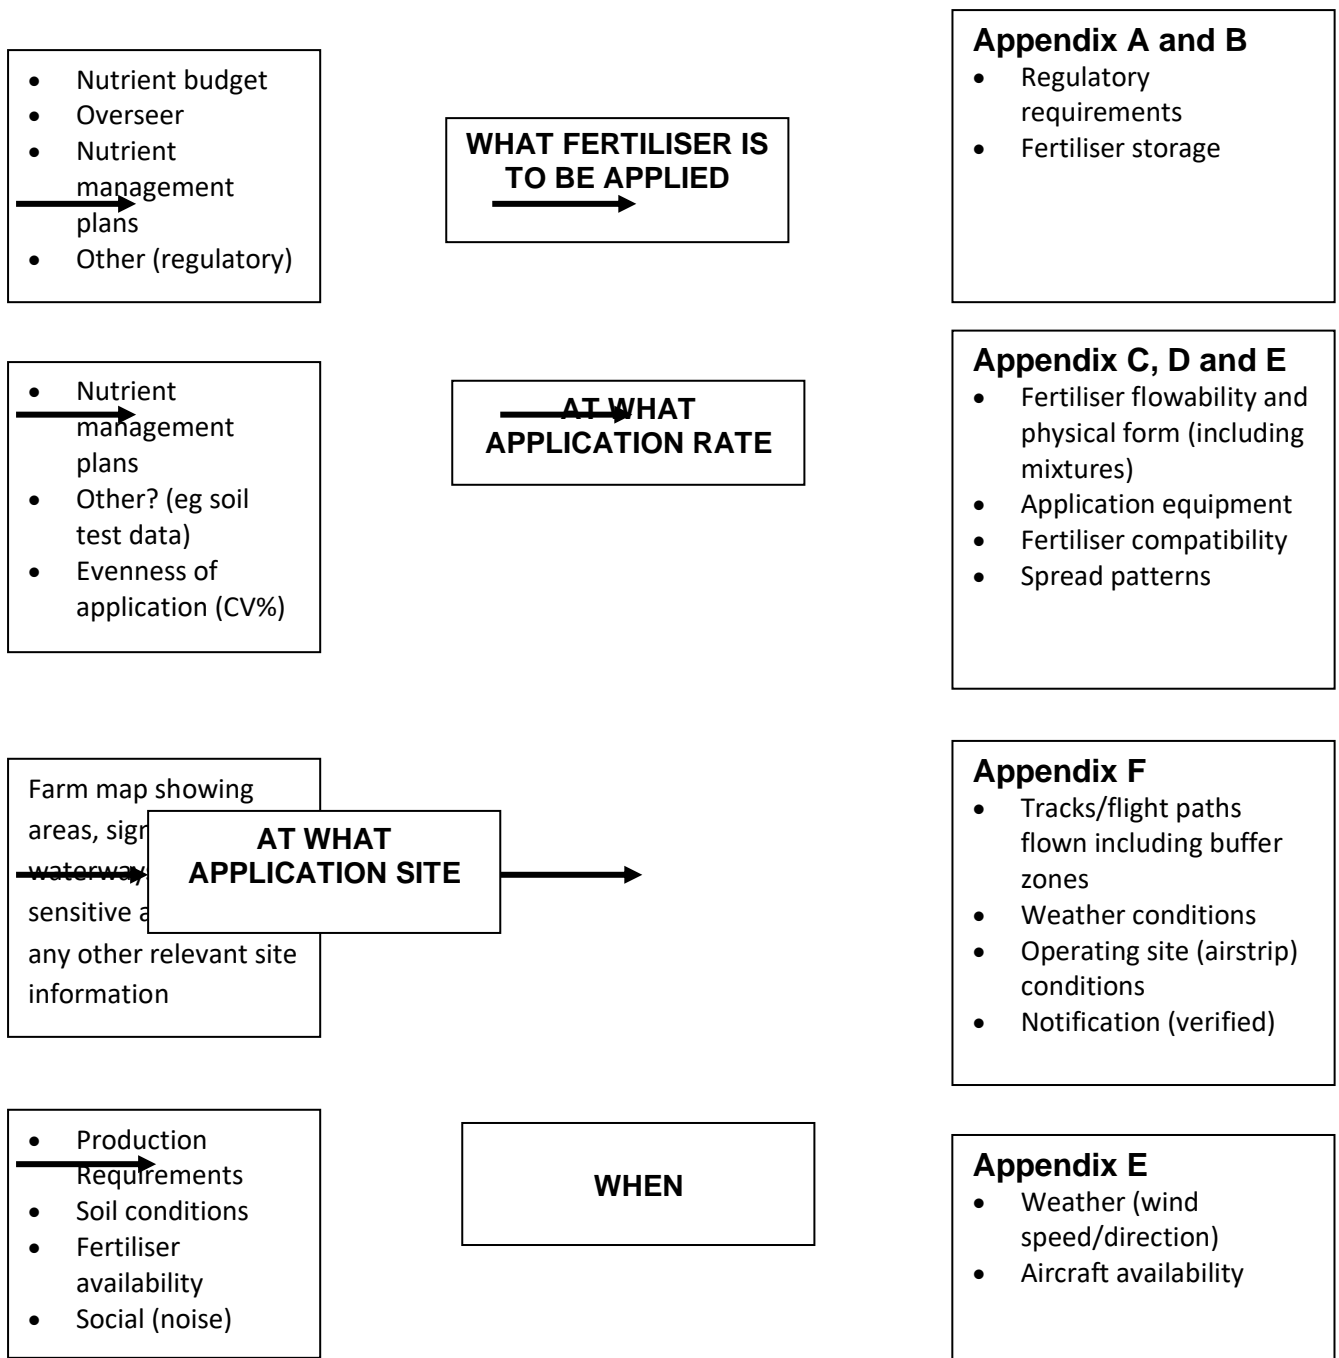 • Nutrient budget
• Overseer
• Nutrient
management
plans
• Other (regulatory)
WHAT FERTILISER IS
TO BE APPLIED
Appendix A and B
• Regulatory
requirements
• Fertiliser storage
• Nutrient
management
plans
• Other? (eg soil
test data)
• Evenness of
application (CV%)
AT WHAT
APPLICATION RATE
Appendix C, D and E
• Fertiliser flowability and
physical form (including
mixtures)
• Application equipment
• Fertiliser compatibility
• Spread patterns
Farm map showing
areas,
waterway
sensitive
any other relevant site
information
AT WHAT
APPLICATION SITE
Appendix F
• Tracks/flight paths
flown including buffer
zones
• Weather conditions
• Operating site (airstrip)
conditions
• Notification (verified)
• Production
Requirements
• Soil conditions
• Fertiliser
availability
• Social (noise)
WHEN
Appendix E
• Weather (wind
speed/direction)
• Aircraft availability